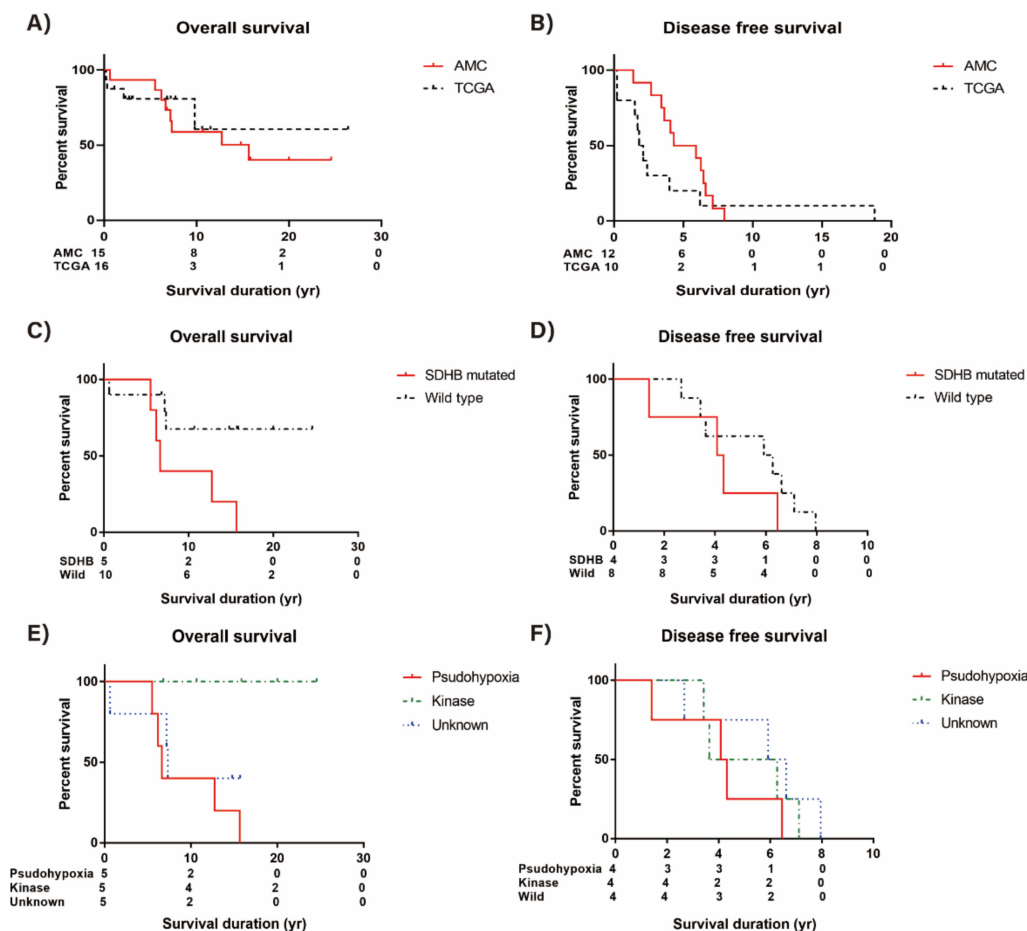 A)
Overall survival
AMC
TCGA
Percent survival
100
50
0
0 10 20 30
AMC 15 8 2 0
TCGA 16 3 1 0
Survival duration (yr)
B)
Disease free survival
AMC
TCGA
Percent survival
100
50
0
0 5 10 15 20
AMC 12 6 0 0 0
TCGA 10 2 1 1 0
Survival duration (yr)
C)
Overall survival
SDHB mutated
Wild type
Percent survival
100
50
0
0 10 20 30
SDHB 5 2 0 0
Wild 10 6 2 0
Survival duration (yr)
D)
Disease free survival
SDHB mutated
Wild type
Percent survival
100
50
0
0 2 4 6 8 10
SDHB 4 3 3 1 0 0
Wild 8 8 5 4 0 0
Survival duration (yr)
E)
Overall survival
Psudohypoxia
Kinase
Unknown
Percent survival
100
50
0
0 10 20 30
Psudohypoxia 5 2 0 0
Kinase 5 4 2 0
Unknown 5 2 0 0
Survival duration (yr)
F)
Disease free survival
Psudohypoxia
Kinase
Unknown
Percent survival
100
50
0
0 2 4 6 8 10
Psudohypoxia 4 3 3 1 0
Kinase 4 4 2 2 0
Wild 4 4 3 2 0
Survival duration (yr)